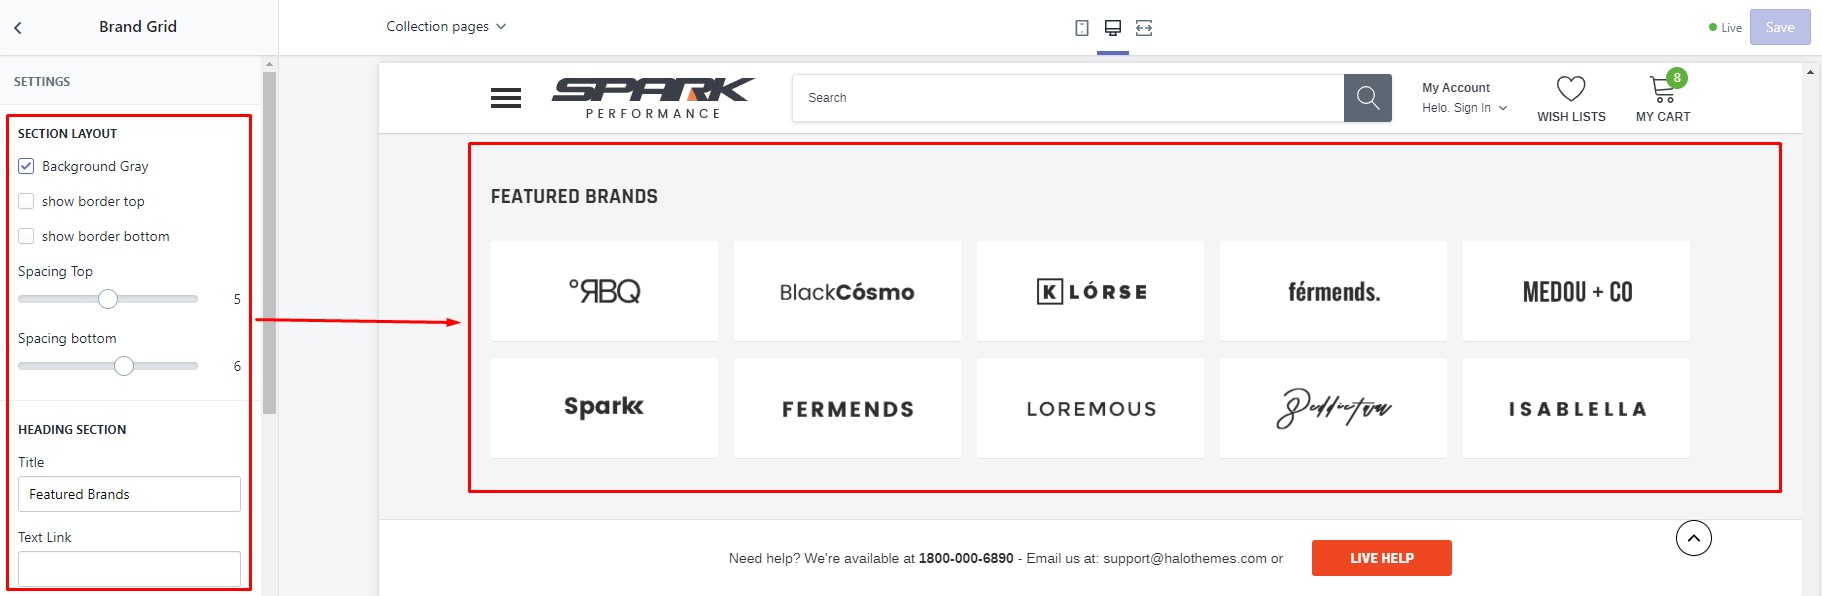 Brand Grid
Collection pages
Live
Save
SETTINGS
SECTION LAYOUT
Background Gray
show border top
show border bottom
Spacing Top
5
Spacing bottom
6
HEADING SECTION
Title
Featured Brands
Text Link
SPARK
PERFORMANCE
Search
My Account
Helo. Sign In
WISH LISTS
8
MY CART
FEATURED BRANDS
°ЯBQ
BlackCósmo
K LÓRSE
férmends.
MEDOU + CO
Sparkk
FERMENDS
LOREMOUS
ISABLELLA
Need help? We're available at 1800-000-6890 - Email us at: support@halothemes.com or
LIVE HELP